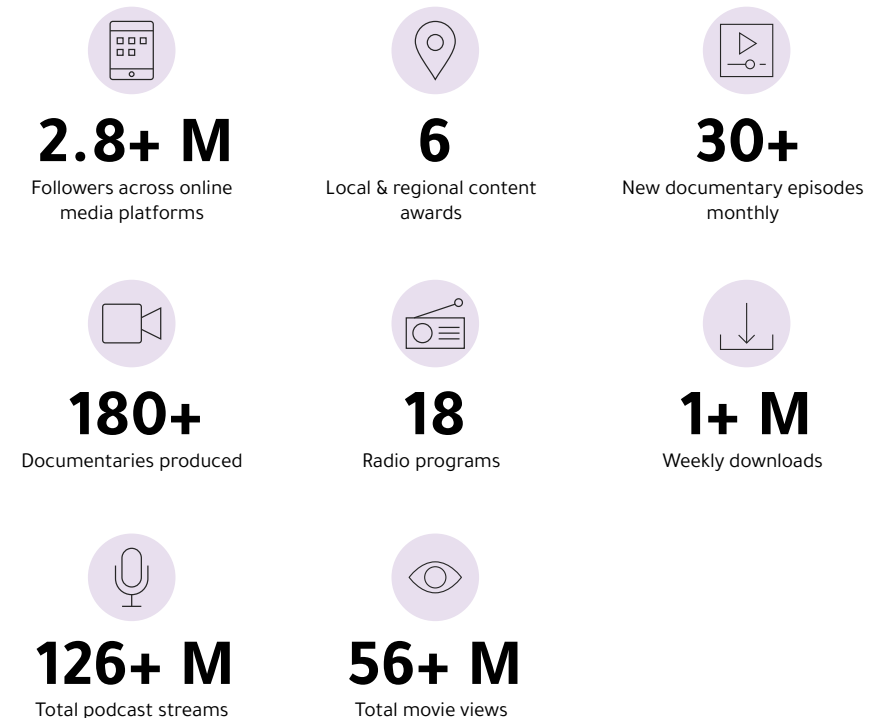 2.8+ M
Followers across online
media platforms
6
Local & regional content
awards
30+
New documentary episodes
monthly
180+
Documentaries produced
18
Radio programs
1+ M
Weekly downloads
126+ M
Total podcast streams
56+ M
Total movie views